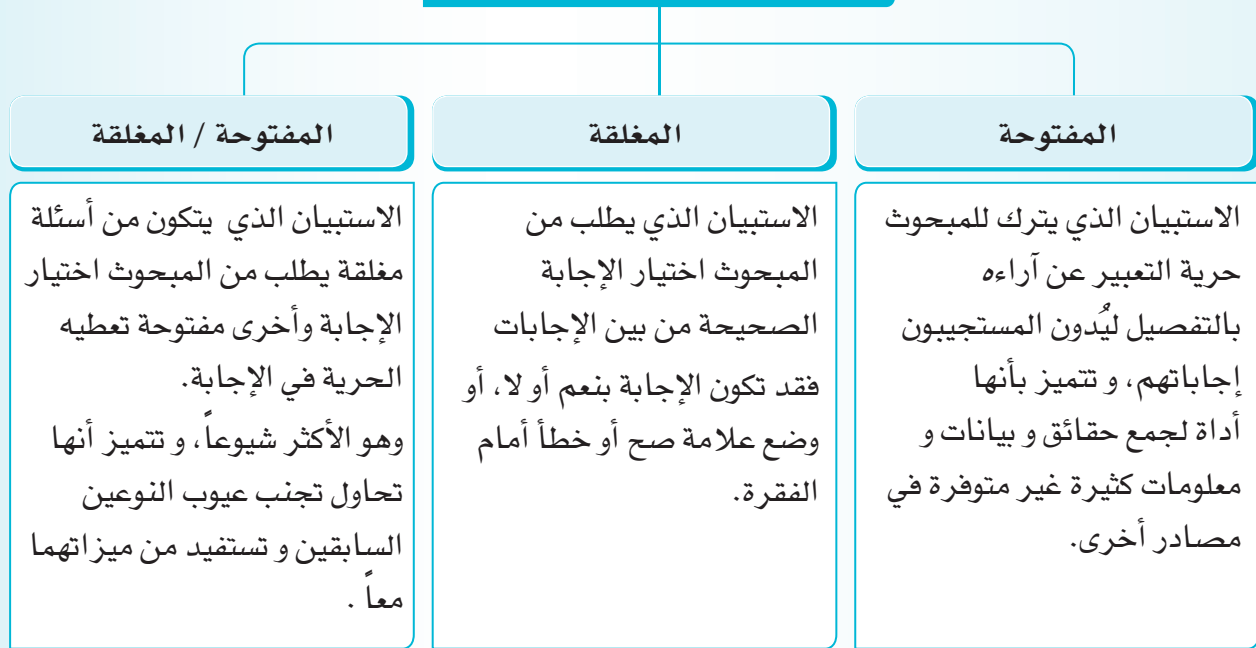 المفتوحة
الاستبيان الذي يترك للمبحوث
حرية التعبير عن آراءه
بالتفصيل ليُدون المستجيبون
إجاباتهم، و تتميز بأنها
أداة لجمع حقائق و بيانات و
معلومات كثيرة غير متوفرة في
مصادر أخرى.
المغلقة
الاستبيان الذي يطلب من
المبحوث اختيار الإجابة
الصحيحة من بين الإجابات
فقد تكون الإجابة بنعم أو لا، أو
وضع علامة صح أو خطأ أمام
الفقرة.
المفتوحة / المغلقة
الاستبيان الذي يتكون من أسئلة
مغلقة يطلب من المبحوث اختيار
الإجابة وأخرى مفتوحة تعطيه
الحرية في الإجابة.
وهو الأكثر شيوعاً، و تتميز أنها
تحاول تجنب عيوب النوعين
السابقين و تستفيد من ميزاتهما
معاً .